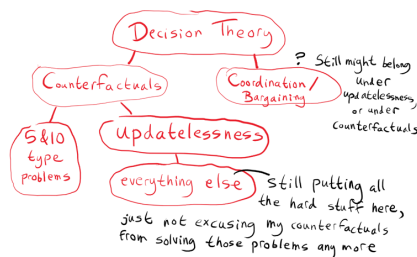 Decision Theory
Counterfactuals
Coordination/
Bargaining
?
Still might belong
under
updatelessness,
or under
counterfactuals
5&10
type
problems
updatelessness
everything else
Still putting all
the hard stuff here,
just not excusing my counterfactuals
from solving those problems any more